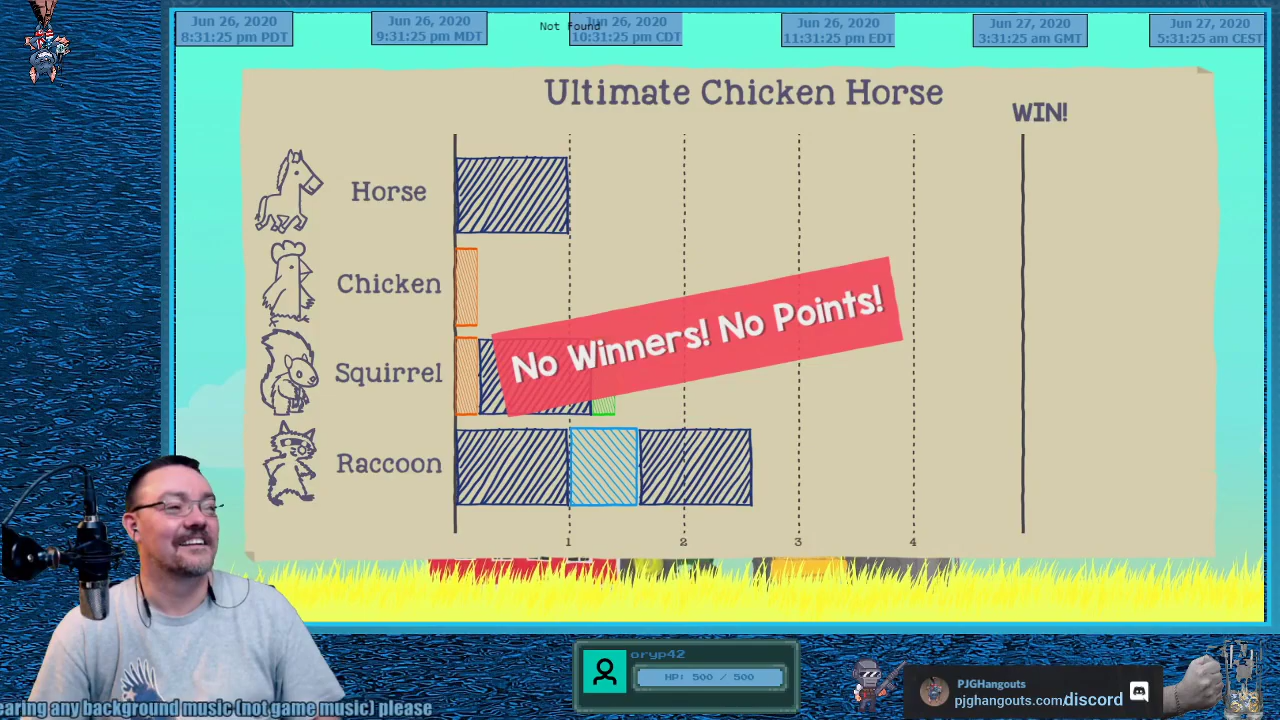 Jun 26, 2020
8:31:25 pm PDT
Jun 26, 2020
9:31:25 pm MDT
Not Found
Jun 26, 2020
10:31:25 pm CDT
Jun 26, 2020
11:31:25 pm EDT
Jun 27, 2020
3:31:25 am GMT
Jun 27, 2020
5:31:25 am CEST
Ultimate Chicken Horse
WIN!
Horse
Chicken
No Winners! No Points!
Squirrel
Raccoon
1 2 3 4
oryp42
HP: 500 / 500
PJGHangouts
pjghangouts.com/discord
earing any background music (not game music) please